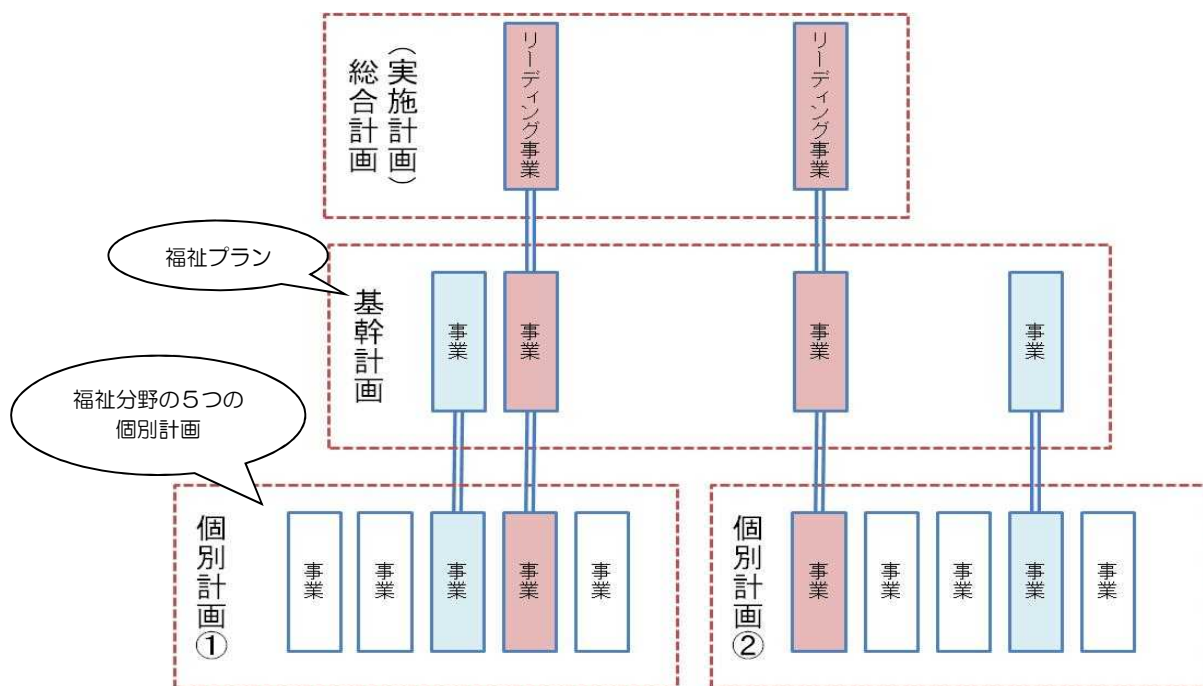 （実施計画）
総合計画
リーディング事業
リーディング事業
福祉プラン
基幹計画
事業
事業
事業
事業
福祉分野の５つの
個別計画
個別計画①
事業
事業
事業
事業
事業
個別計画②
事業
事業
事業
事業
事業